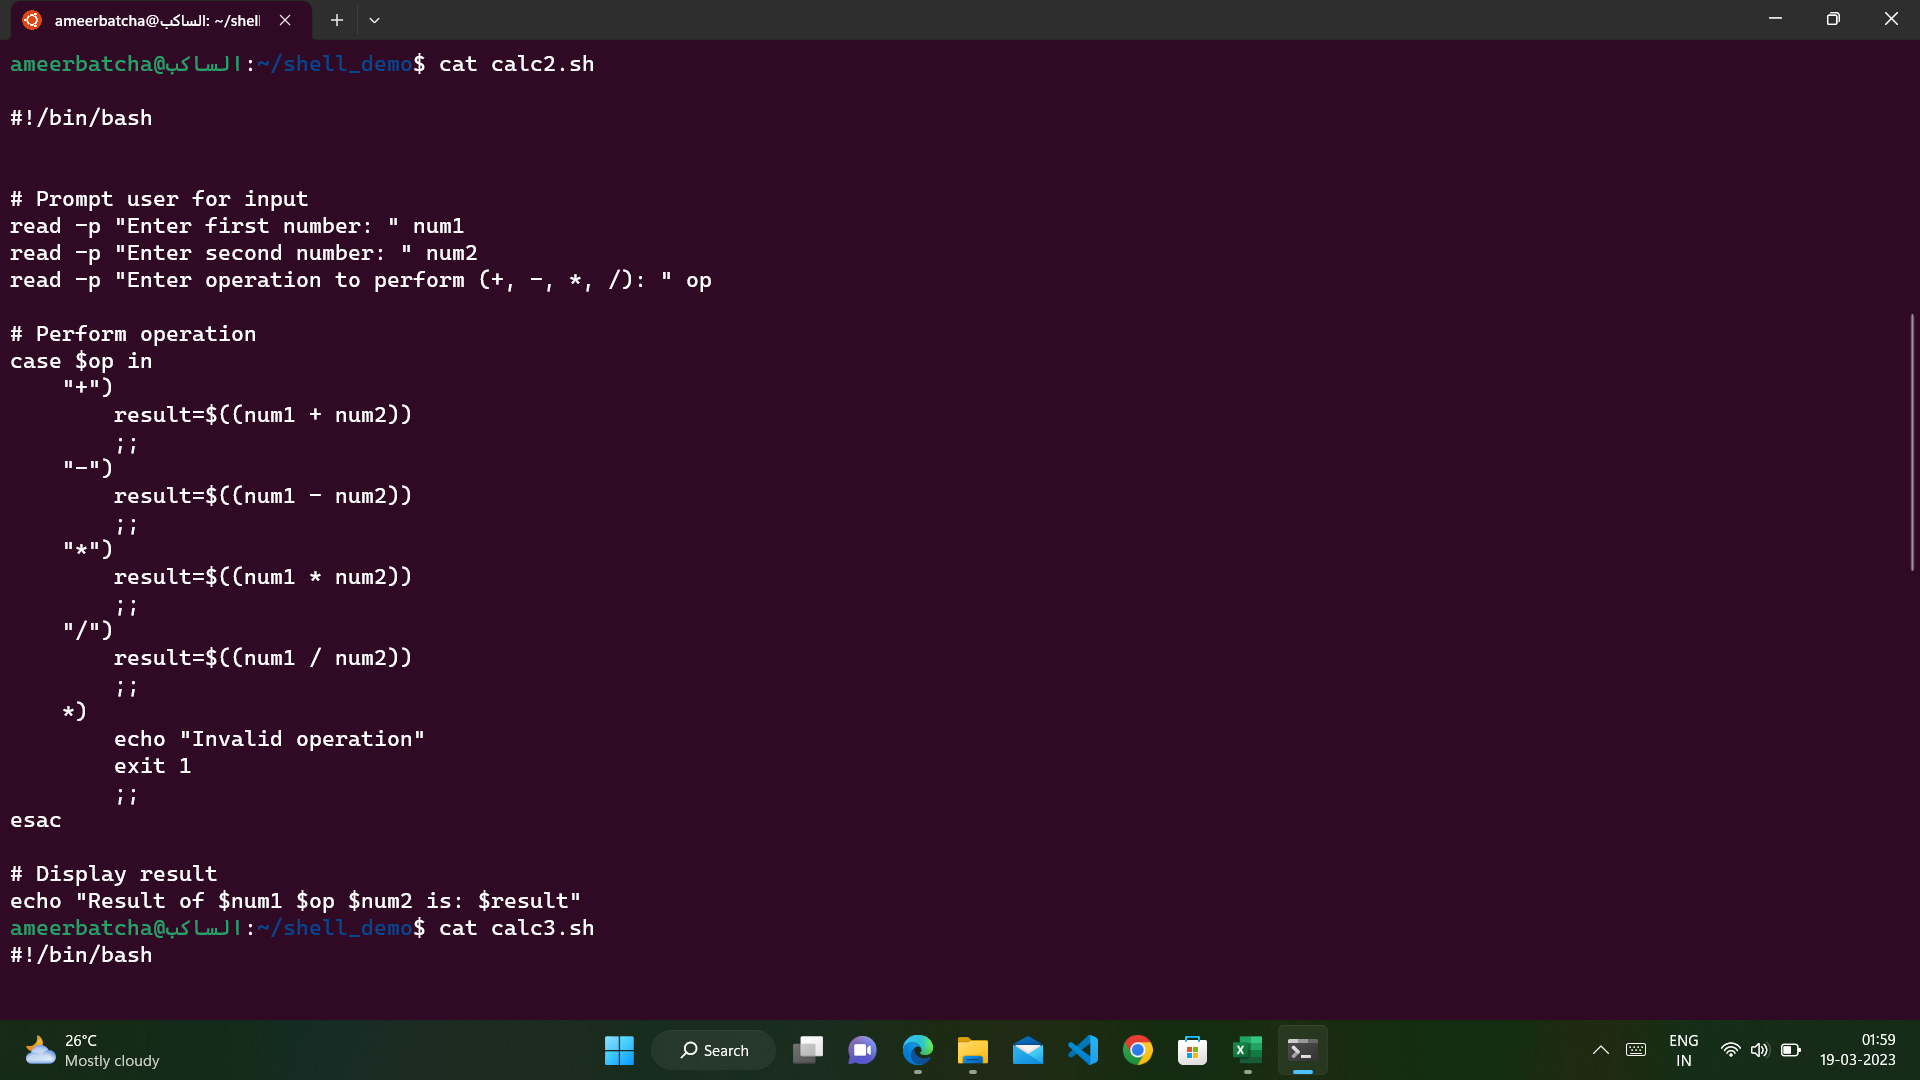 ameerbatcha@الساكب: ~/shell
ameerbatcha@الساكب:~/shell_demo$ cat calc2.sh
#!/bin/bash
# Prompt user for input
read -p "Enter first number: " num1
read -p "Enter second number: " num2
read -p "Enter operation to perform (+, -, *, /): " op
# Perform operation
case $op in
    "+")
        result=$((num1 + num2))
        ;;
    "-")
        result=$((num1 - num2))
        ;;
    "*")
        result=$((num1 * num2))
        ;;
    "/")
        result=$((num1 / num2))
        ;;
    *)
        echo "Invalid operation"
        exit 1
        ;;
esac
# Display result
echo "Result of $num1 $op $num2 is: $result"
ameerbatcha@الساكب:~/shell_demo$ cat calc3.sh
#!/bin/bash
26°C
Mostly cloudy
Search
ENG
IN
01:59
19-03-2023